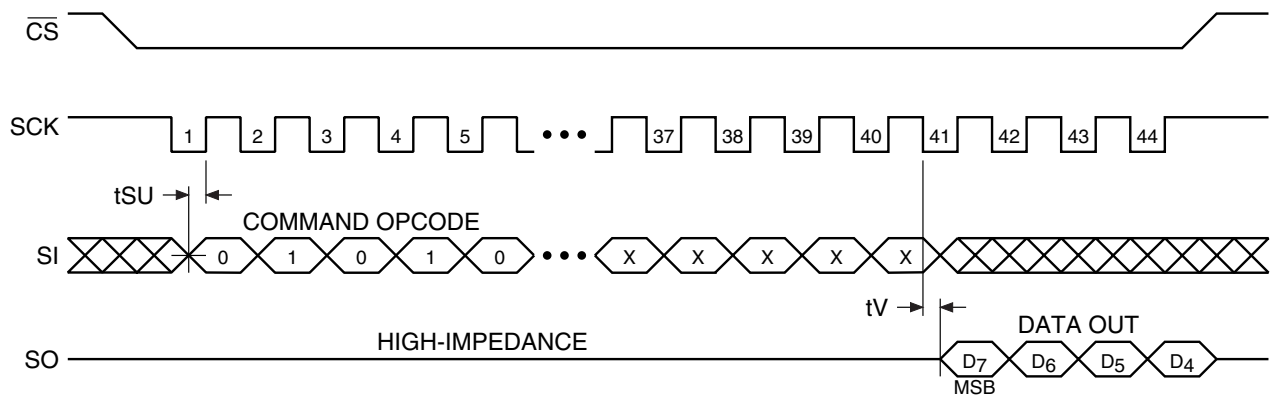 CS
SCK 1 2 3 4 5 ••• 37 38 39 40 41 42 43 44
tSU
COMMAND OPCODE
SI 0 1 0 1 0 ••• X X X X X
tV
HIGH-IMPEDANCE
DATA OUT
SO D7 D6 D5 D4
MSB